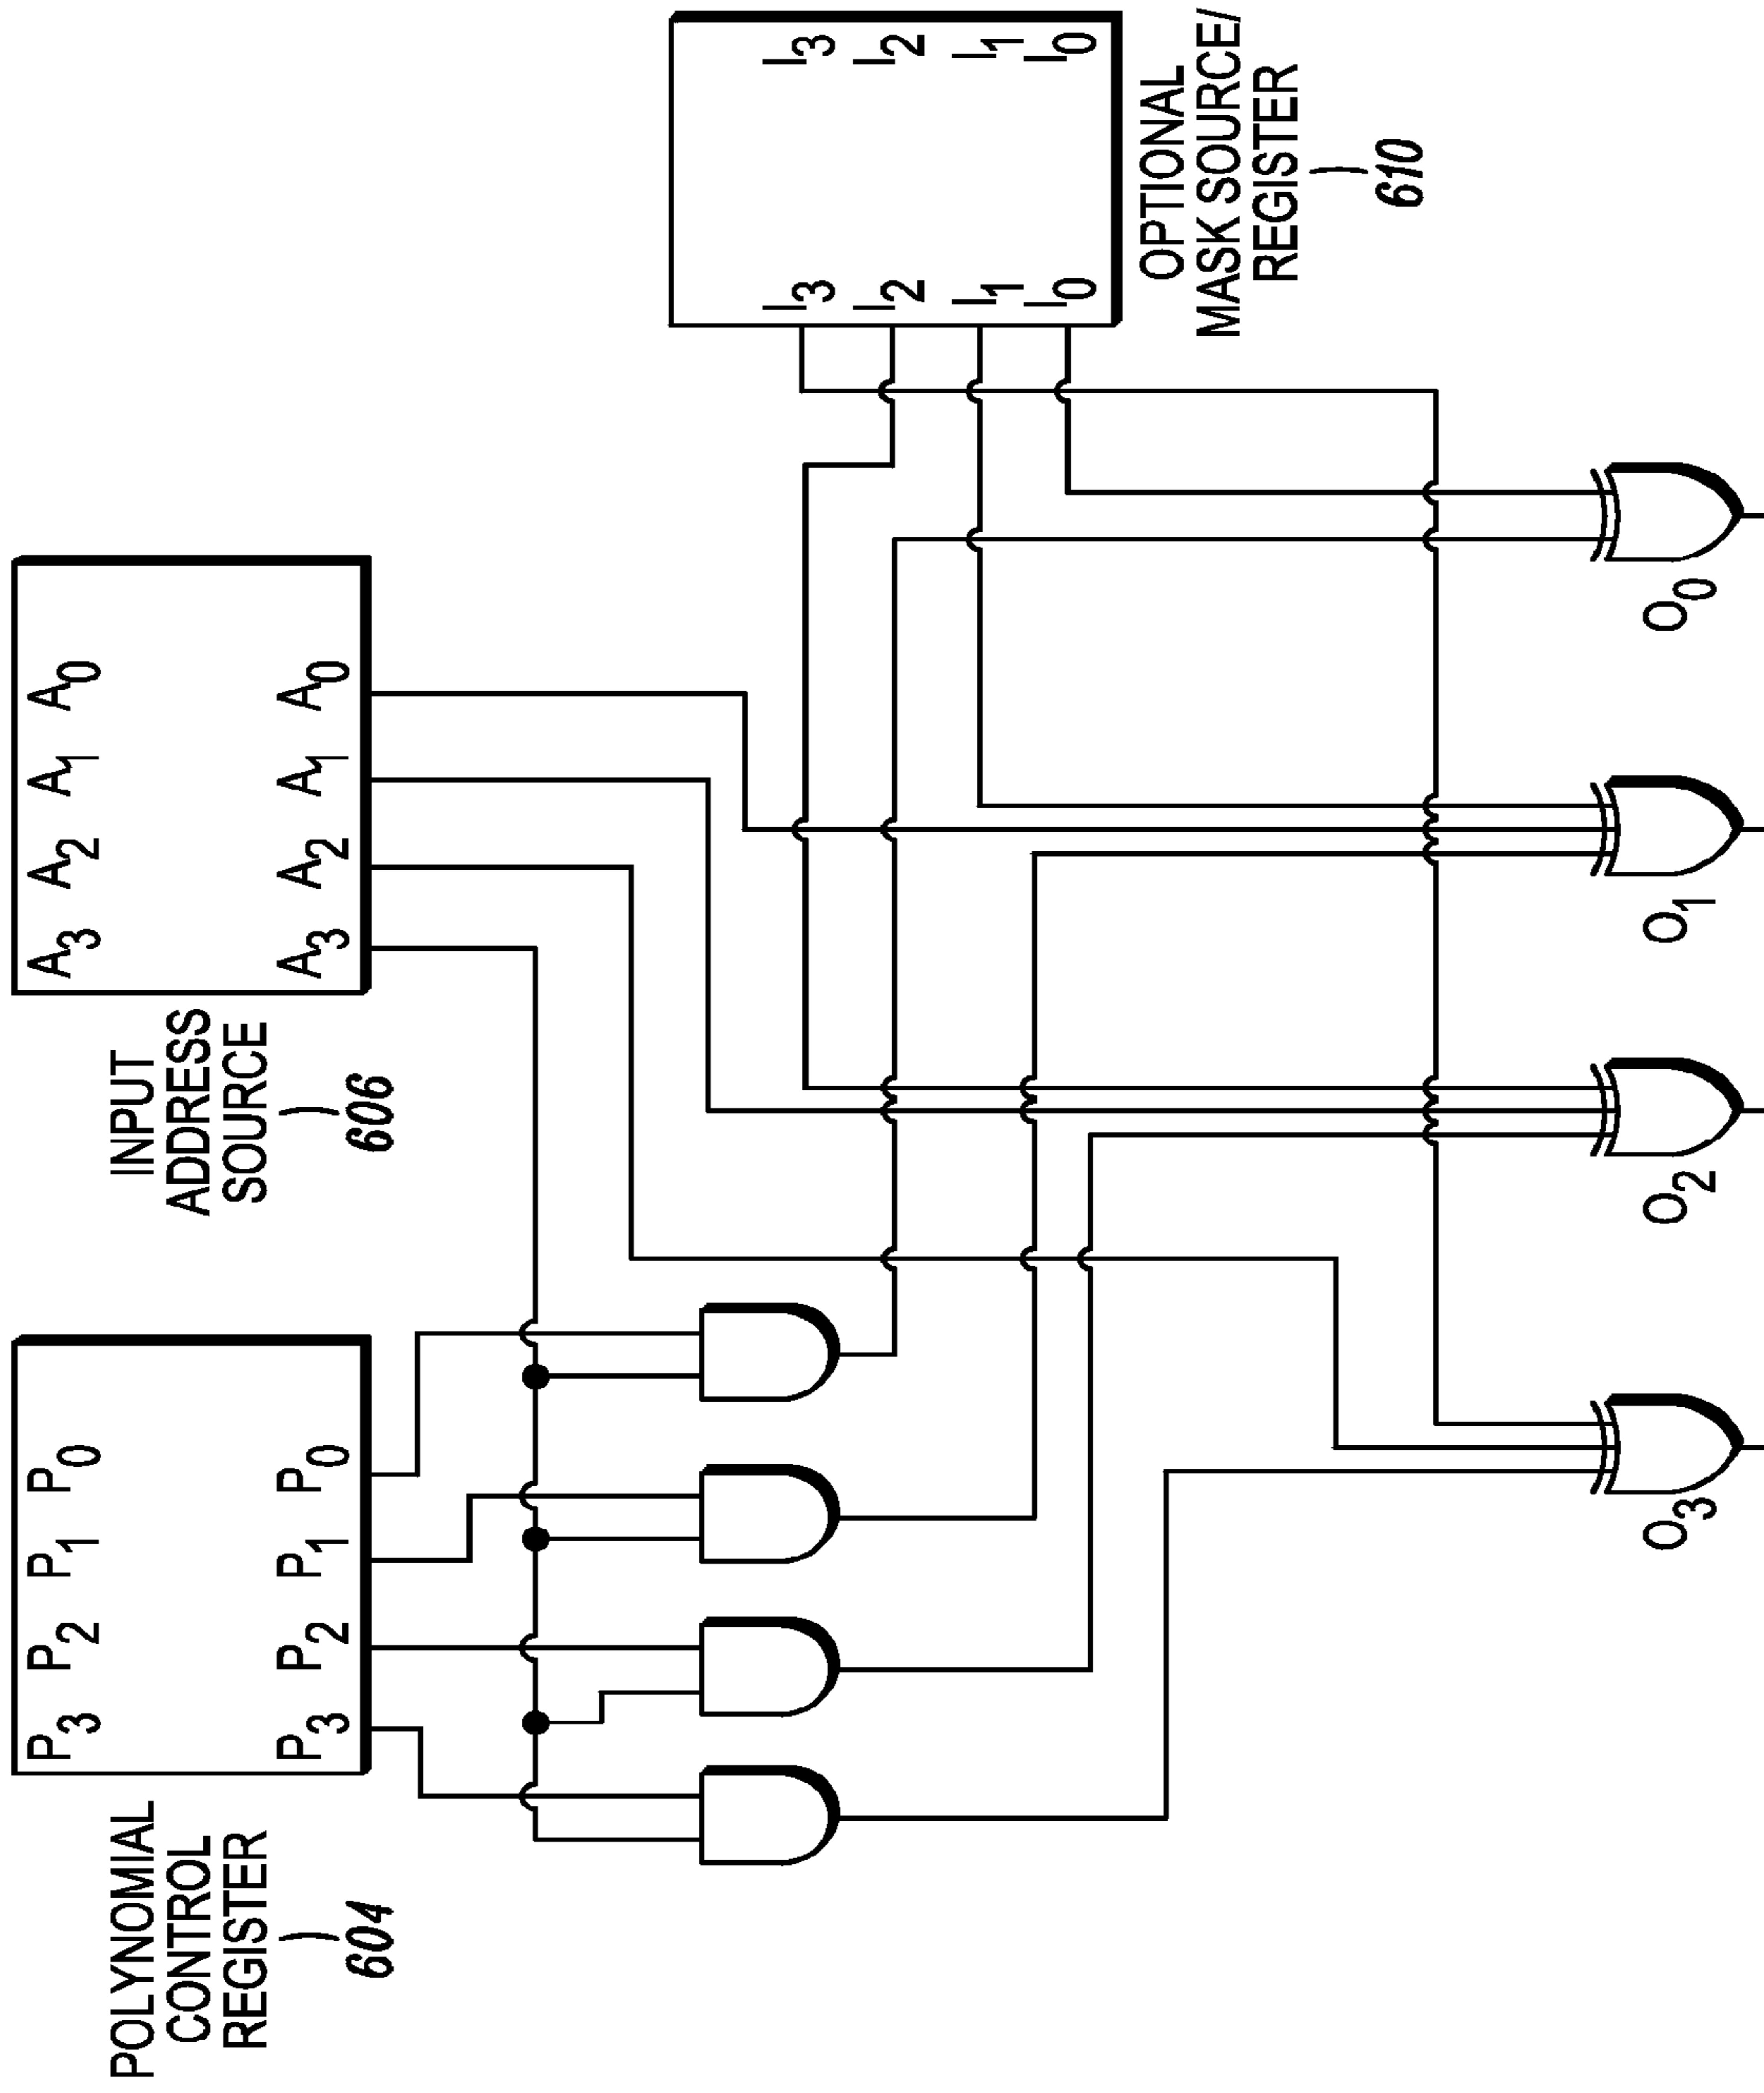 POLYNOMIAL
CONTROL
REGISTER
604
P3 P2 P1 P0
P3 P2 P1 P0
INPUT
ADDRESS
SOURCE
606
A3 A2 A1 A0
A3 A2 A1 A0
I3 I3
I2 I2
I1 I1
I0 I0
OPTIONAL
MASK SOURCE/
REGISTER
610
O3
O2
O1
O0